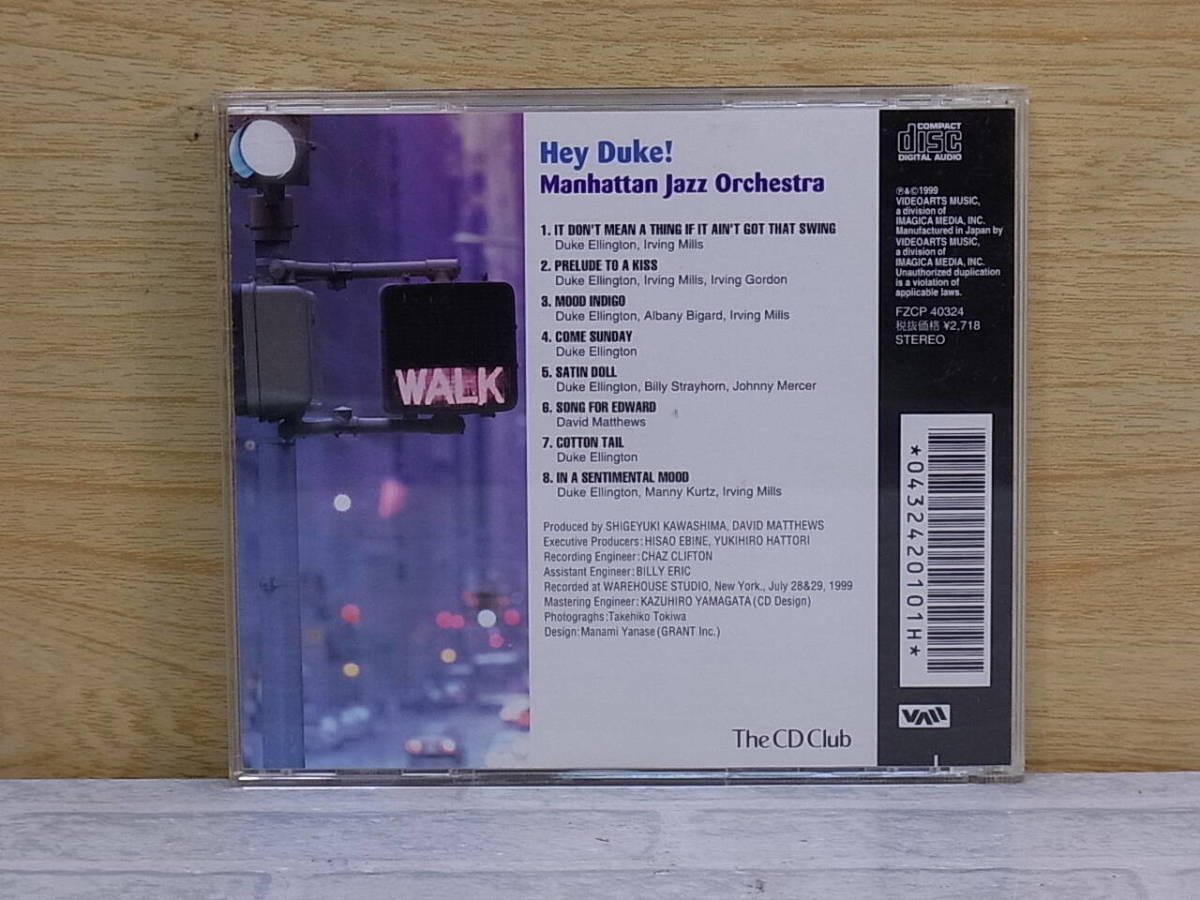 WALK
Hey Duke!
Manhattan Jazz Orchestra
1. IT DON'T MEAN A THING IF IT AIN'T GOT THAT SWING
Duke Ellington, Irving Mills
2. PRELUDE TO A KISS
Duke Ellington, Irving Mills, Irving Gordon
3. MOOD INDIGO
Duke Ellington, Albany Bigard, Irving Mills
4. COME SUNDAY
Duke Ellington
5. SATIN DOLL
Duke Ellington, Billy Strayhorn, Johnny Mercer
6. SONG FOR EDWARD
David Matthews
7. COTTON TAIL
Duke Ellington
8. IN A SENTIMENTAL MOOD
Duke Ellington, Manny Kurtz, Irving Mills
Produced by SHIGEYUKI KAWASHIMA, DAVID MATTHEWS
Executive Producers: HISAO EBINE, YUKIHIRO HATTORI
Recording Engineer: CHAZ CLIFTON
Assistant Engineer: BILLY ERIC
Recorded at WAREHOUSE STUDIO, New York., July 28&29, 1999
Mastering Engineer: KAZUHIRO YAMAGATA (CD Design)
Photograghs: Takehiko Tokiwa
Design: Manami Yanase (GRANT Inc.)
The CD Club
COMPACT
disc
DIGITAL AUDIO
℗&©1999
VIDEOARTS MUSIC,
a division of
IMAGICA MEDIA, INC.
Manufactured in Japan by
VIDEOARTS MUSIC,
a division of
IMAGICA MEDIA, INC.
Unauthorized duplication
is a violation of
applicable laws.
FZCP 40324
税抜価格 ¥2,718
STEREO
*0432420101H*